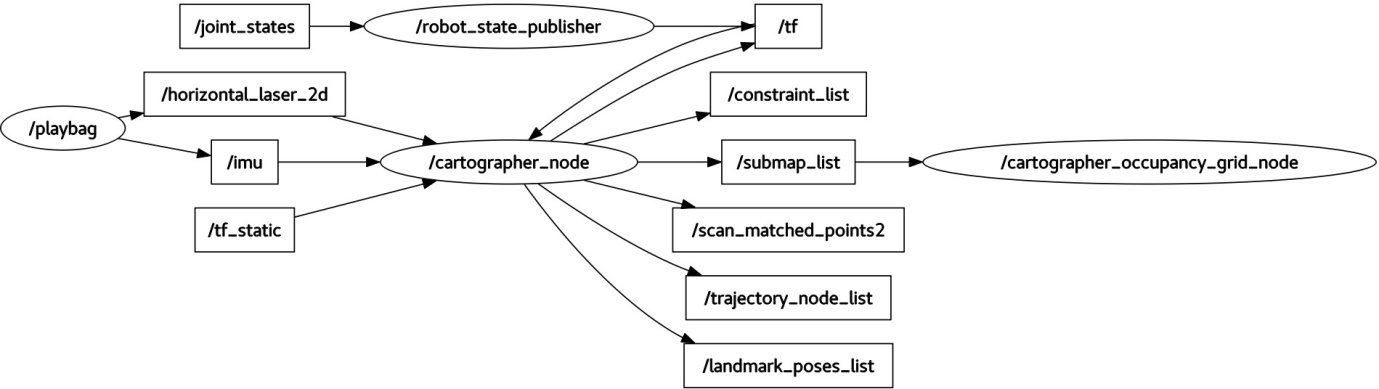 /joint_states
/robot_state_publisher
/tf
/horizontal_laser_2d
/constraint_list
/playbag
/imu
/cartographer_node
/submap_list
/cartographer_occupancy_grid_node
/tf_static
/scan_matched_points2
/trajectory_node_list
/landmark_poses_list